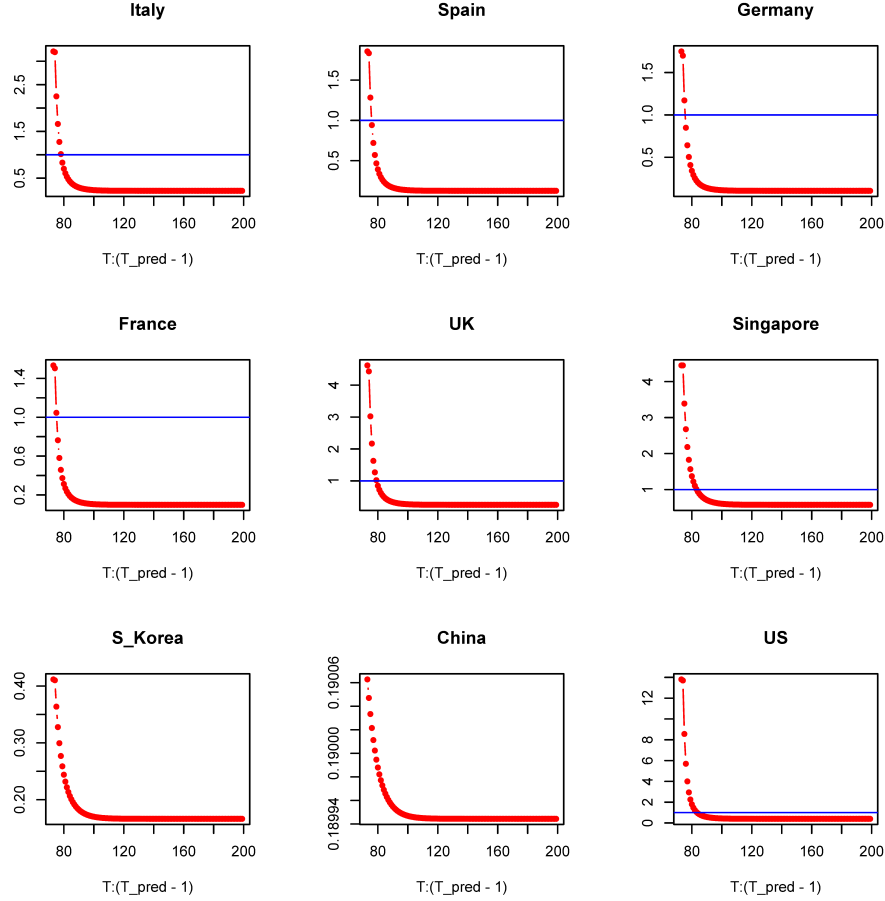 Italy Spain Germany
2.5
1.5
0.5
80 120 160 200
T:(T_pred - 1)
1.5
1.0
0.5
80 120 160 200
T:(T_pred - 1)
1.5
1.0
0.5
80 120 160 200
T:(T_pred - 1)
France UK Singapore
1.4
1.0
0.6
0.2
80 120 160 200
T:(T_pred - 1)
4
3
2
1
80 120 160 200
T:(T_pred - 1)
4
3
2
1
80 120 160 200
T:(T_pred - 1)
S_Korea China US
0.40
0.30
0.20
80 120 160 200
T:(T_pred - 1)
0.19006
0.19000
0.18994
80 120 160 200
T:(T_pred - 1)
12
8
6
4
2
0
80 120 160 200
T:(T_pred - 1)